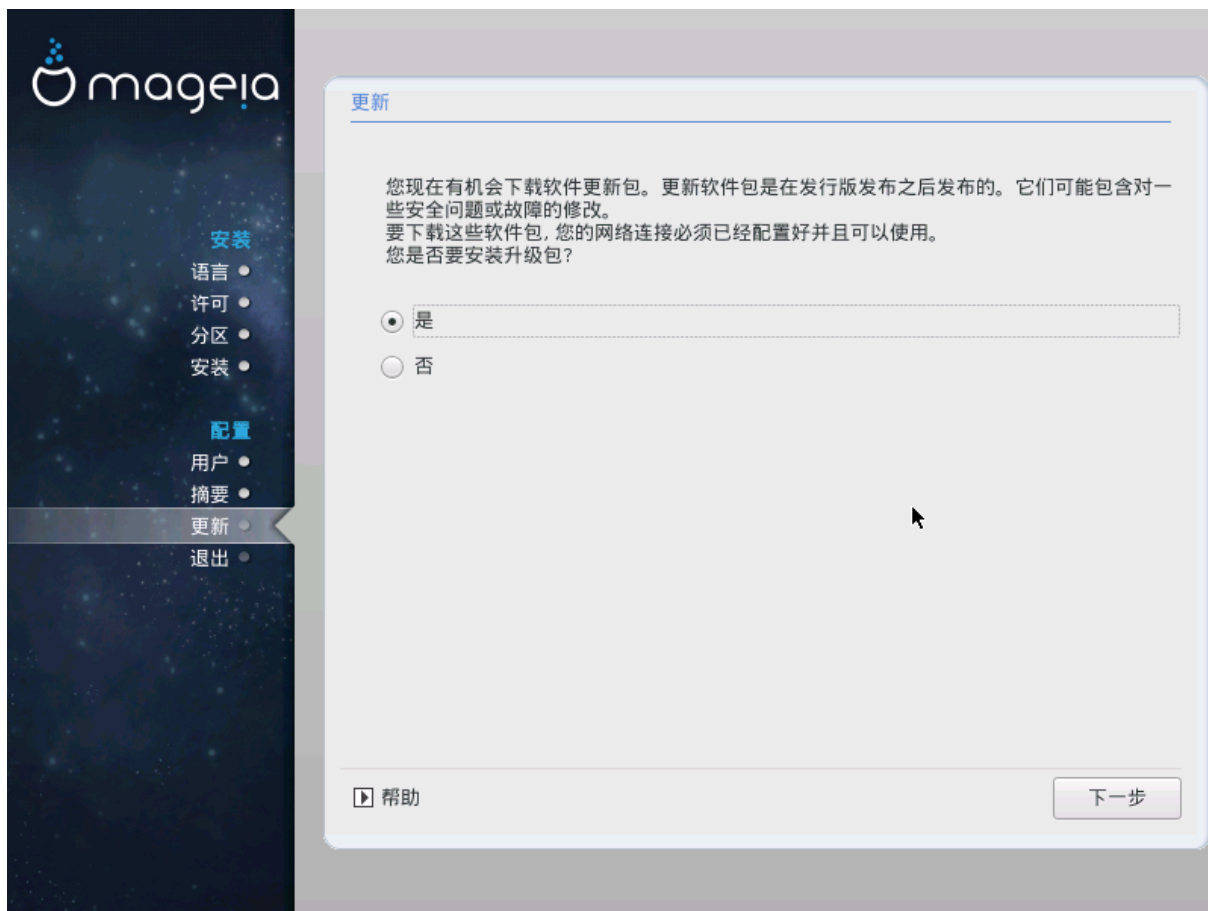 mageia
安装
语言
许可
分区
安装
配置
用户
摘要
更新
退出
更新
您现在有机会下载软件更新包。更新软件包是在发行版发布之后发布的。它们可能包含对一
些安全问题或故障的修改。
要下载这些软件包, 您的网络连接必须已经配置好并且可以使用。
您是否要安装升级包?
是
否
帮助
下一步